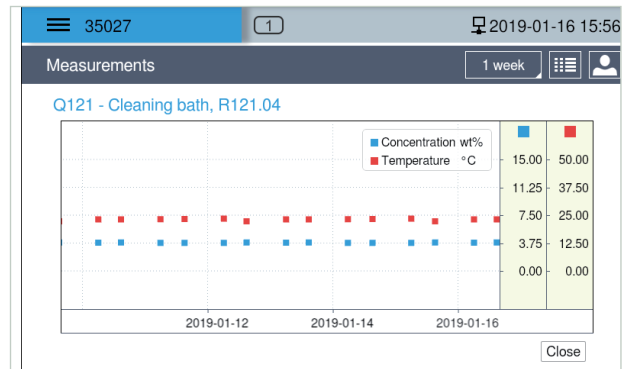 35027 1 2019-01-16 15:56
Measurements 1 week
Q121 - Cleaning bath, R121.04
Concentration wt%
Temperature °C
15.00 50.00
11.25 37.50
7.50 25.00
3.75 12.50
0.00 0.00
2019-01-12 2019-01-14 2019-01-16
Close